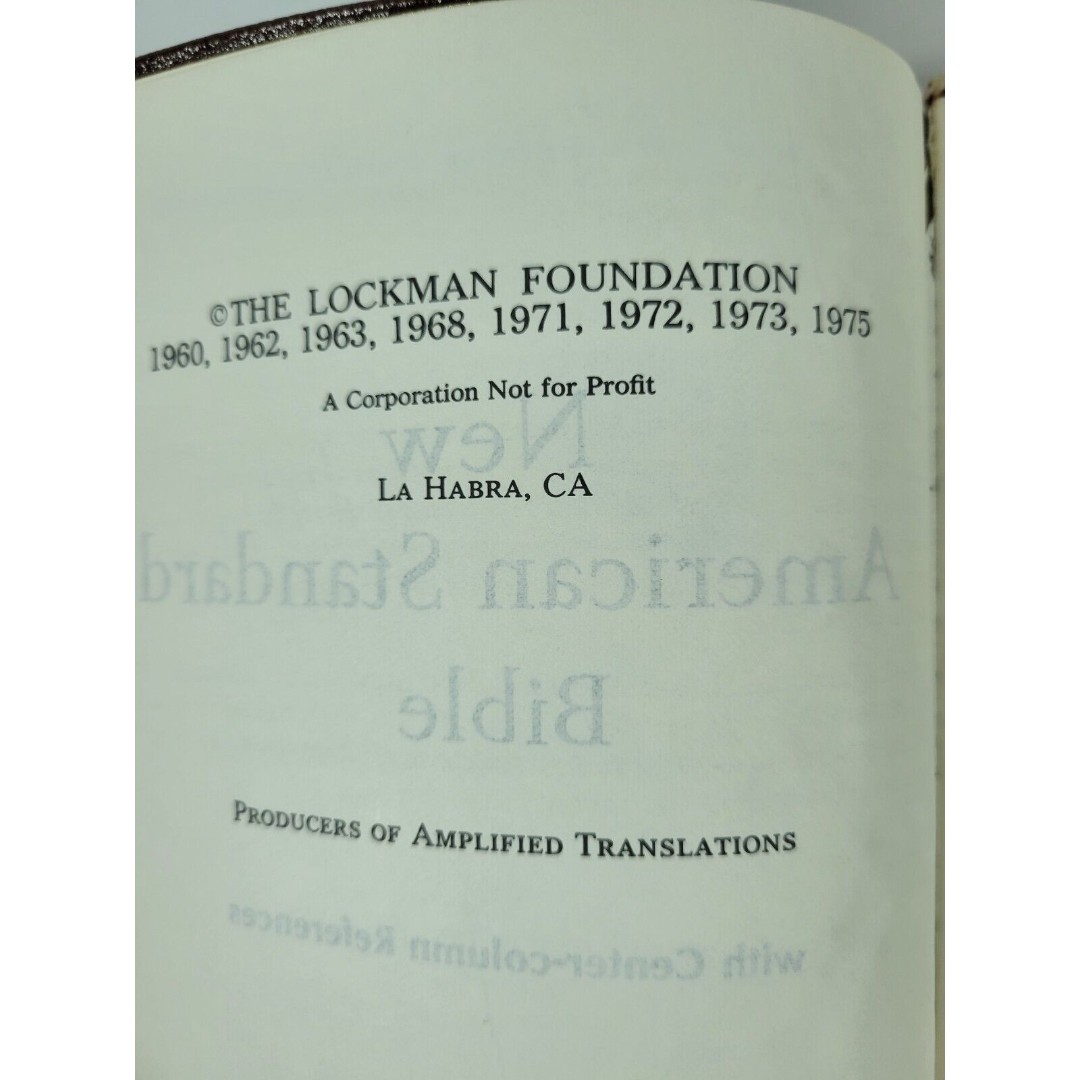 ©THE LOCKMAN FOUNDATION
1960, 1962, 1963, 1968, 1971, 1972, 1973, 1975
A Corporation Not for Profit
New
LA HABRA, CA
American Standard
Bible
PRODUCERS OF AMPLIFIED TRANSLATIONS
with Center-column References